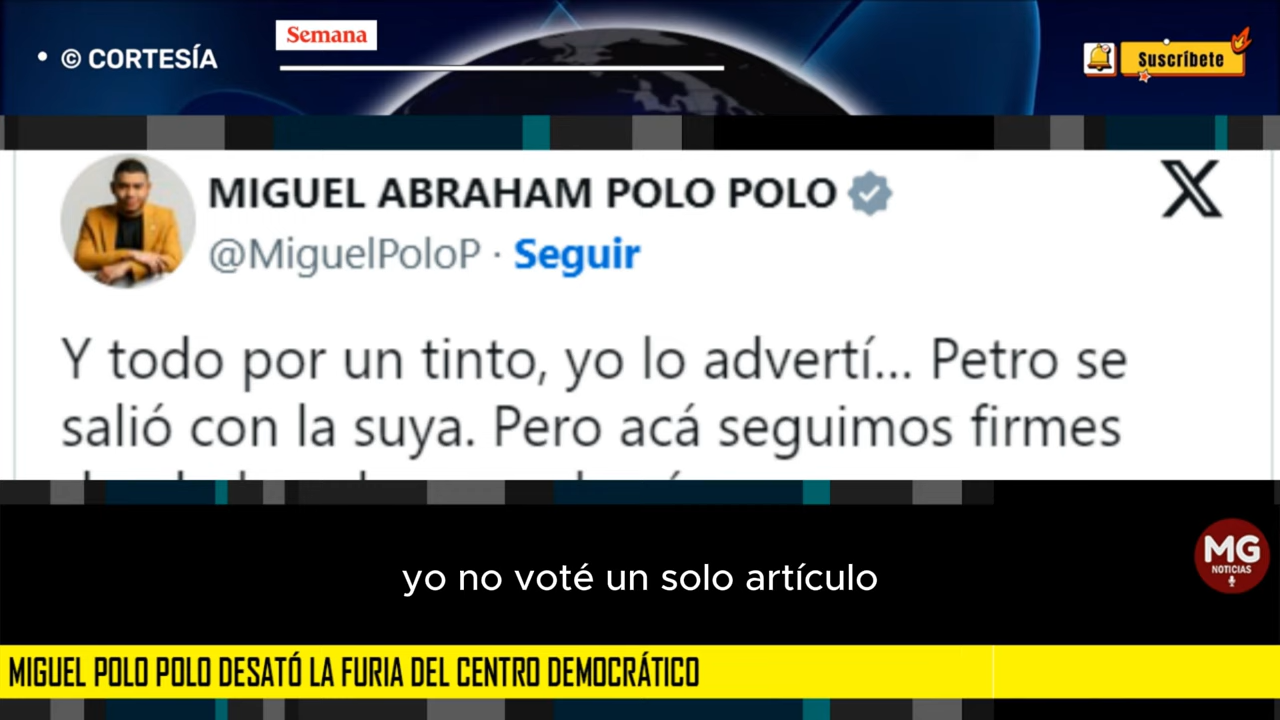 • © CORTESÍA
Semana
Suscríbete
MIGUEL ABRAHAM POLO POLO
X
@MiguelPoloP · Seguir
Y todo por un tinto, yo lo advertí... Petro se
salió con la suya. Pero acá seguimos firmes
yo no voté un solo artículo
MG
NOTICIAS
MIGUEL POLO POLO DESATÓ LA FURIA DEL CENTRO DEMOCRÁTICO